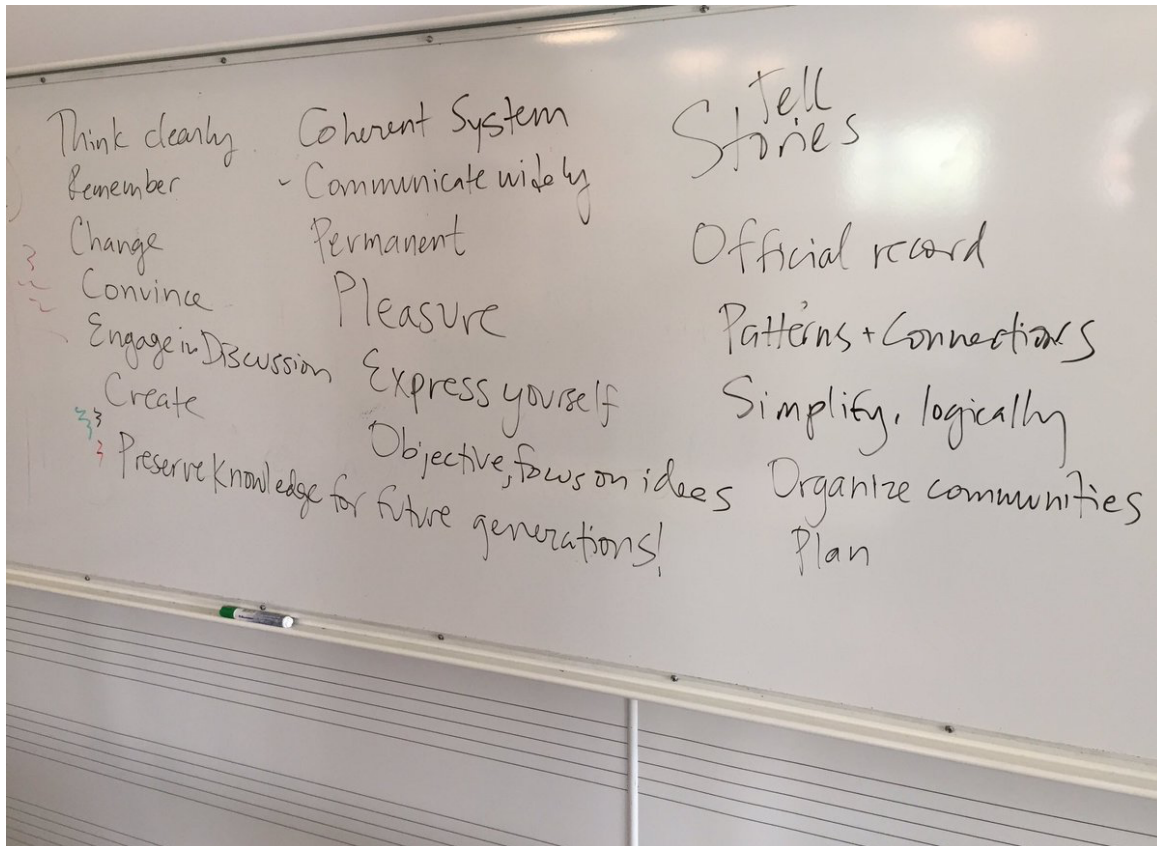 Think clearly
Remember
Change
Convince
Engage in Discussion
Create
Preserve Knowledge for future generations!
Coherent System
- Communicate widely
Permanent
Pleasure
Express yourself
Objective, focus on ideas
Tell
Stories
Official record
Patterns + Connections
Simplify, logically
Organize communities
Plan